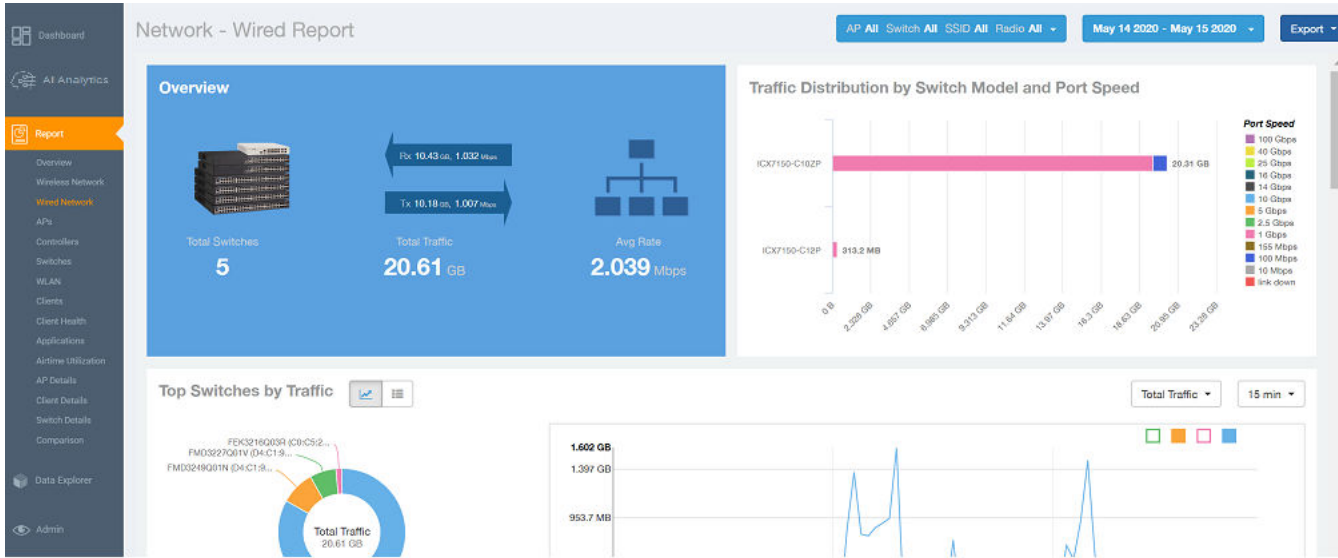 Dashboard
AI Analytics
Report
Overview
Wireless Network
Wired Network
APs
Controllers
Switches
WLAN
Clients
Client Health
Applications
Airtime Utilization
AP Details
Client Details
Switch Details
Comparison
Data Explorer
Admin
Network - Wired Report
AP All Switch All SSID All Radio All
May 14 2020 - May 15 2020
Export
Overview
Rx 10.43 GB, 1.032 Mbps
Tx 10.18 GB, 1.007 Mbps
Total Switches
5
Total Traffic
20.61 GB
Avg Rate
2.039 Mbps
Traffic Distribution by Switch Model and Port Speed
ICX7150-C10ZP
20.31 GB
ICX7150-C12P
313.2 MB
0 B
2.328 GB
4.657 GB
6.985 GB
9.313 GB
11.64 GB
13.97 GB
16.3 GB
18.63 GB
20.95 GB
23.28 GB
Port Speed
100 Gbps
40 Gbps
25 Gbps
16 Gbps
14 Gbps
10 Gbps
5 Gbps
2.5 Gbps
1 Gbps
155 Mbps
100 Mbps
10 Mbps
link down
Top Switches by Traffic
Total Traffic
15 min
FEK3216Q03R (C0:C5:2...
FMD3227Q01V (D4:C1:9...
FMD3249Q01N (D4:C1:9...
Total Traffic
20.61 GB
1.602 GB
1.397 GB
953.7 MB